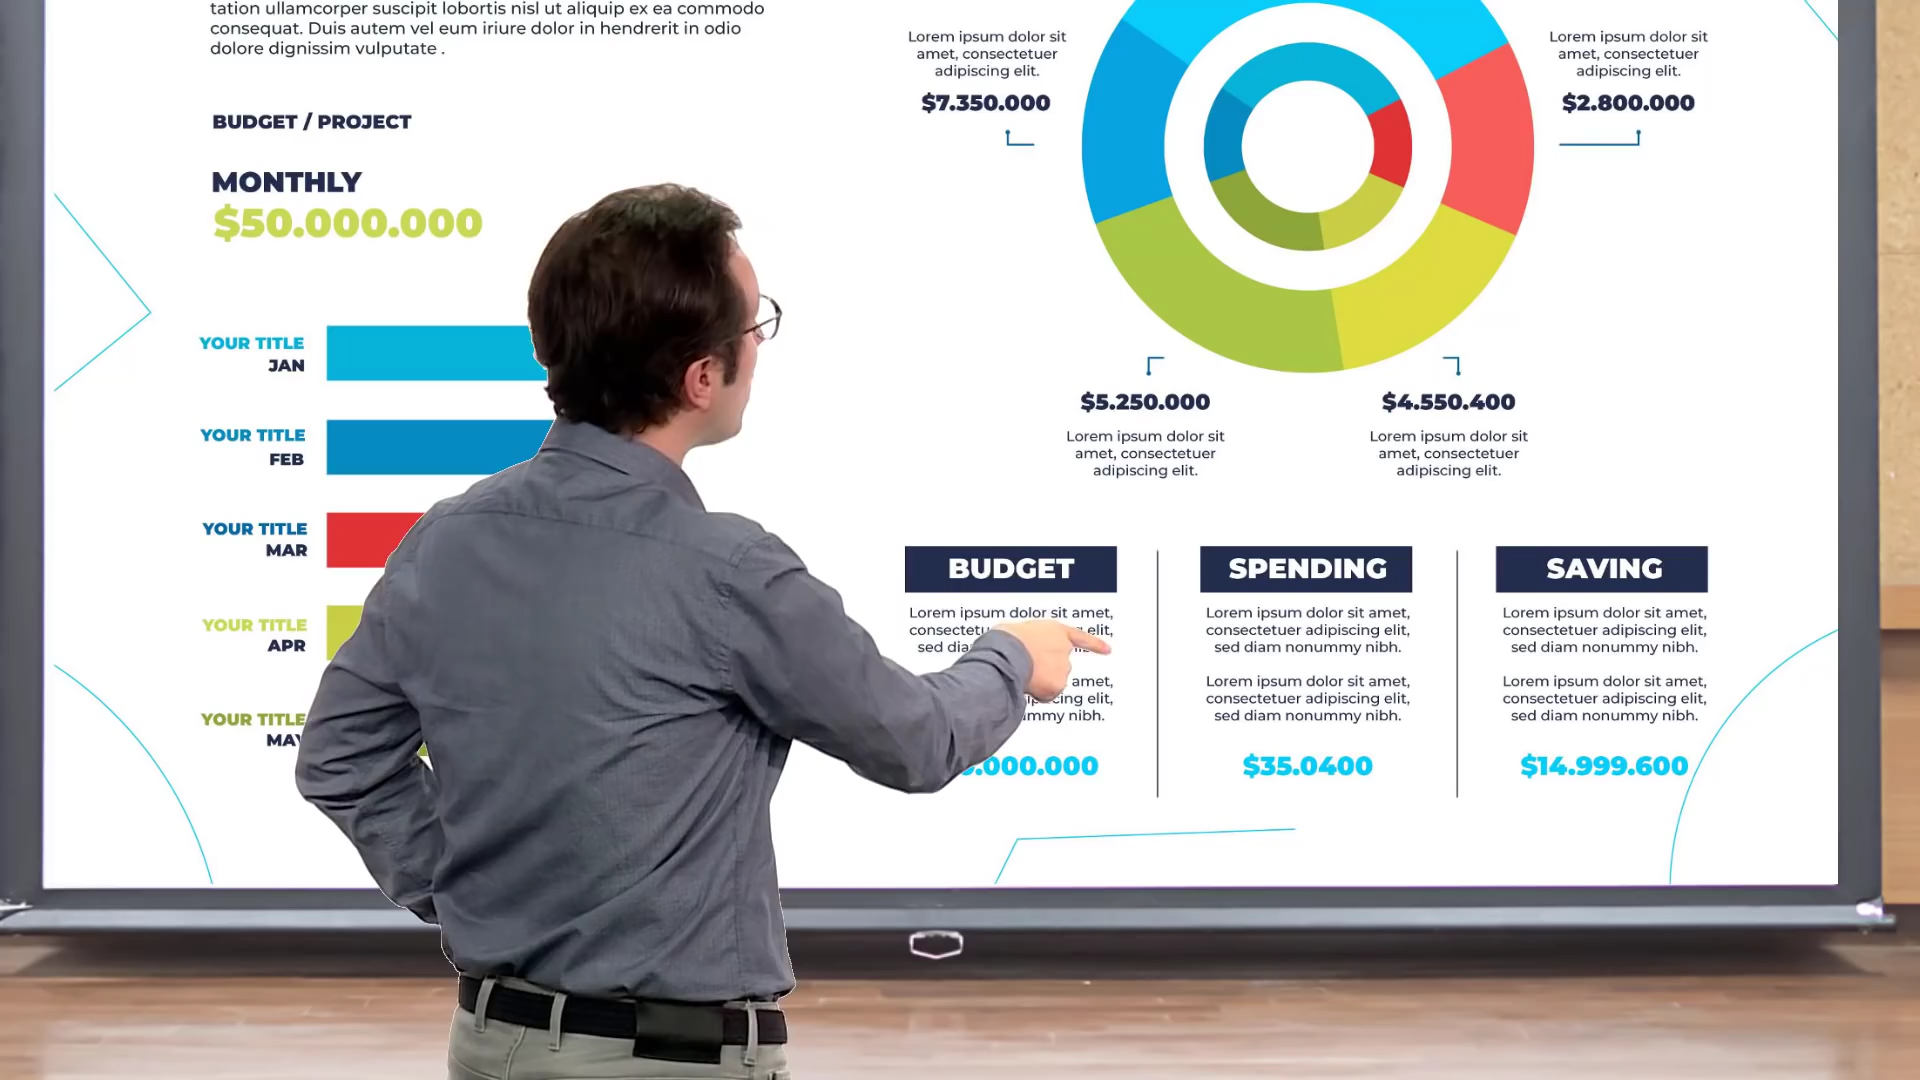 tation ullamcorper suscipit lobortis nisl ut aliquip ex ea commodo
consequat. Duis autem vel eum iriure dolor in hendrerit in odio
dolore dignissim vulputate .
BUDGET / PROJECT
MONTHLY
$50.000.000
YOUR TITLE
JAN
YOUR TITLE
FEB
YOUR TITLE
MAR
YOUR TITLE
APR
YOUR TITLE
MAY
Lorem ipsum dolor sit
amet, consectetuer
adipiscing elit.
$7.350.000
Lorem ipsum dolor sit
amet, consectetuer
adipiscing elit.
$2.800.000
$5.250.000
Lorem ipsum dolor sit
amet, consectetuer
adipiscing elit.
$4.550.400
Lorem ipsum dolor sit
amet, consectetuer
adipiscing elit.
BUDGET
Lorem ipsum dolor sit amet,
elit,
sed
amet,
elit,
nibh.
.000.000
SPENDING
Lorem ipsum dolor sit amet,
consectetuer adipiscing elit,
sed diam nonummy nibh.
Lorem ipsum dolor sit amet,
consectetuer adipiscing elit,
sed diam nonummy nibh.
$35.0400
SAVING
Lorem ipsum dolor sit amet,
consectetuer adipiscing elit,
sed diam nonummy nibh.
Lorem ipsum dolor sit amet,
consectetuer adipiscing elit,
sed diam nonummy nibh.
$14.999.600